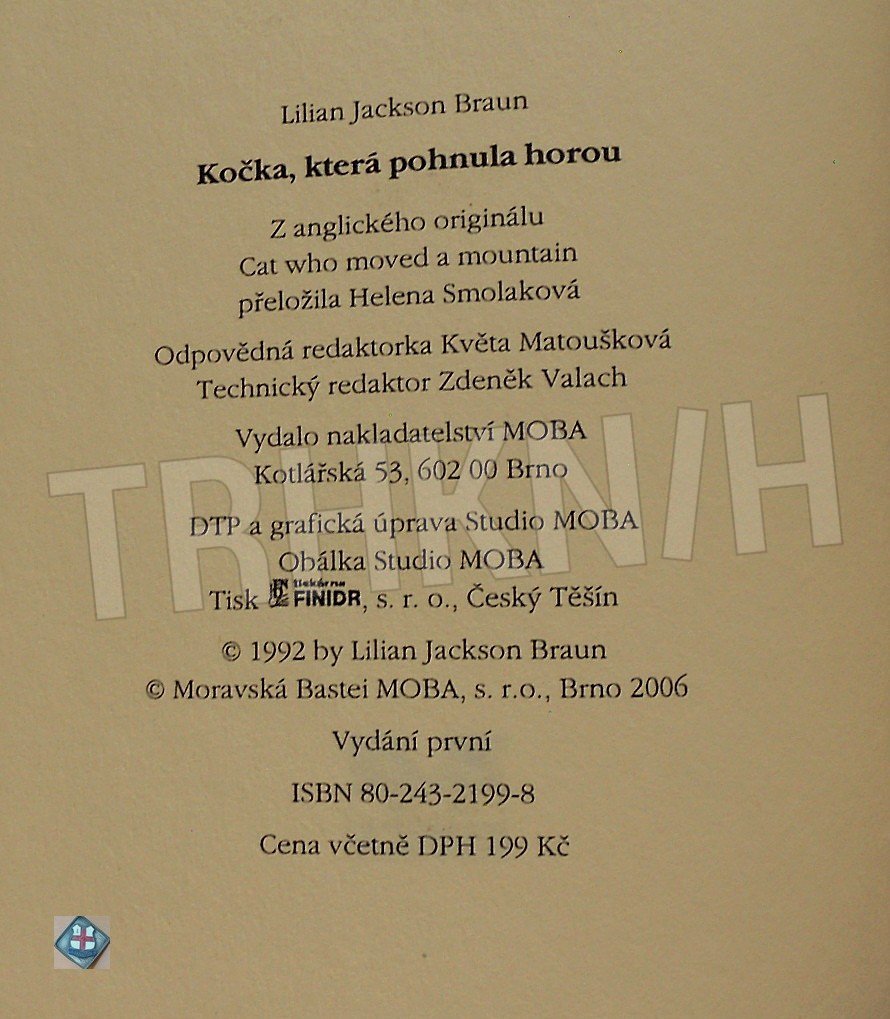 Lilian Jackson Braun
Kočka, která pohnula horou
Z anglického originálu
Cat who moved a mountain
přeložila Helena Smolaková
Odpovědná redaktorka Květa Matoušková
Technický redaktor Zdeněk Valach
Vydalo nakladatelství MOBA
Kotlářská 53, 602 00 Brno
TRHKN/H
DTP a grafická úprava Studio MOBA
Obálka Studio MOBA
Tisk tiskárna FINIDR, s. r. o., Český Těšín
© 1992 by Lilian Jackson Braun
© Moravská Bastei MOBA, s. r.o., Brno 2006
Vydání první
ISBN 80-243-2199-8
Cena včetně DPH 199 Kč